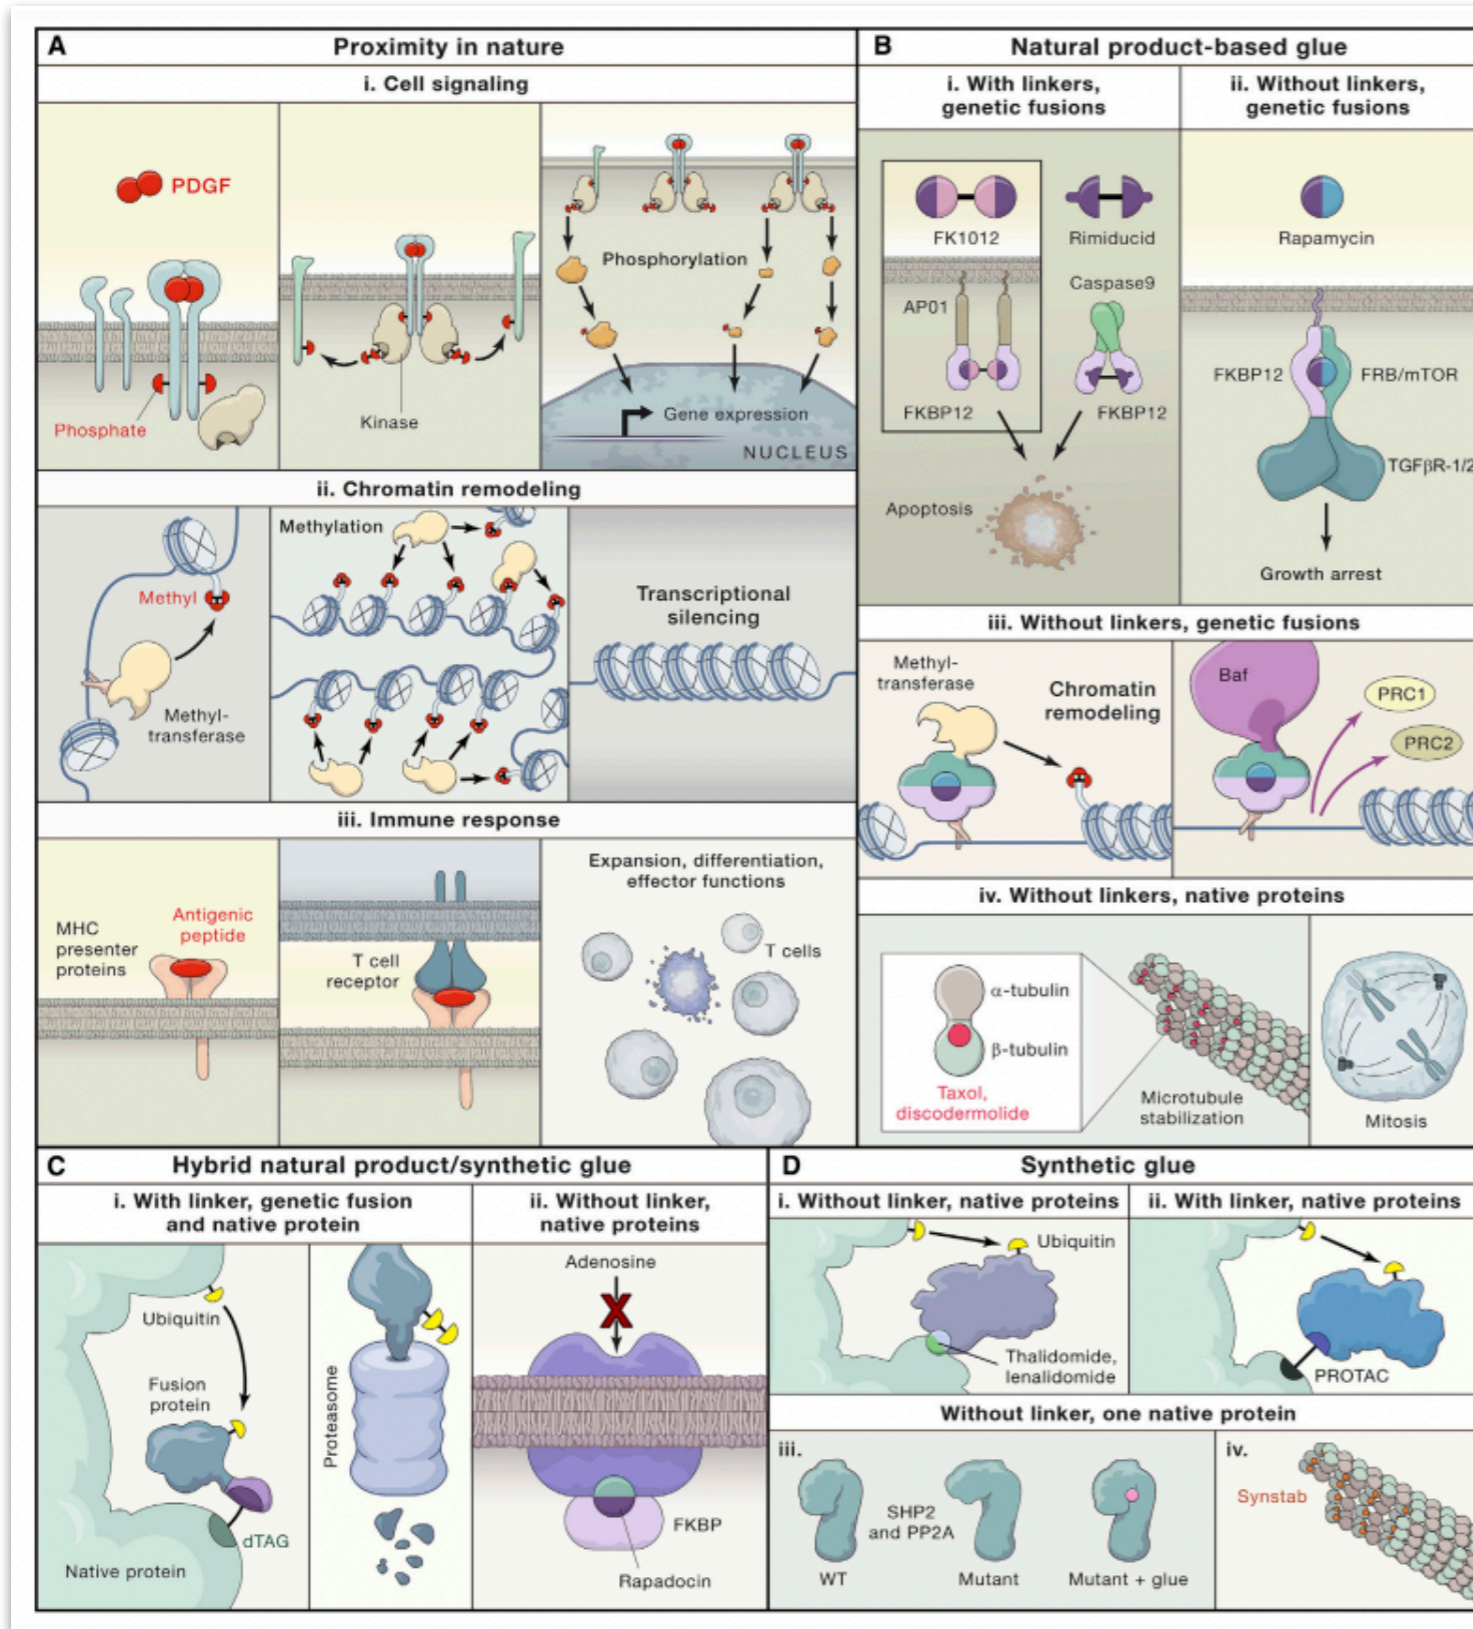 A
Proximity in nature
i. Cell signaling
PDGF
Phosphate
Kinase
Phosphorylation
Gene expression
NUCLEUS
ii. Chromatin remodeling
Methyl
Methyl-
transferase
Methylation
Transcriptional
silencing
iii. Immune response
MHC
presenter
proteins
Antigenic
peptide
T cell
receptor
Expansion, differentiation,
effector functions
T cells
B
Natural product-based glue
i. With linkers,
genetic fusions
FK1012
Rimiducid
Caspase9
AP01
FKBP12
FKBP12
Apoptosis
ii. Without linkers,
genetic fusions
Rapamycin
FKBP12
FRB/mTOR
TGFβR-1/2
Growth arrest
iii. Without linkers, genetic fusions
Methyl-
transferase
Chromatin
remodeling
Baf
PRC1
PRC2
iv. Without linkers, native proteins
α-tubulin
β-tubulin
Taxol,
discodermolide
Microtubule
stabilization
Mitosis
C
Hybrid natural product/synthetic glue
i. With linker, genetic fusion
and native protein
Ubiquitin
Fusion
protein
dTAG
Native protein
Proteasome
ii. Without linker,
native proteins
Adenosine
X
FKBP
Rapadocin
D
Synthetic glue
i. Without linker, native proteins
Ubiquitin
Thalidomide,
lenalidomide
ii. With linker, native proteins
PROTAC
Without linker, one native protein
iii.
SHP2
and PP2A
WT
Mutant
Mutant + glue
iv.
Synstab